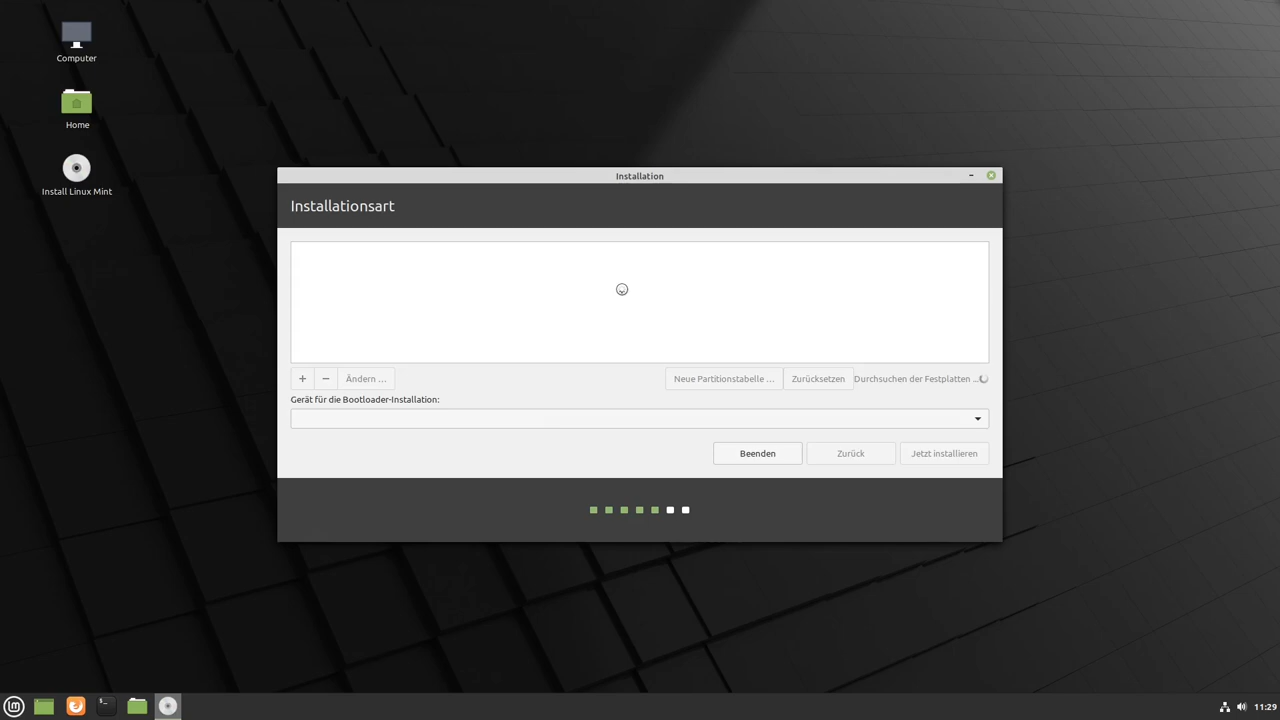 Computer
Home
Install Linux Mint
Installation
Installationsart
+ − Ändern … Neue Partitionstabelle … Zurücksetzen Durchsuchen der Festplatten ...
Gerät für die Bootloader-Installation:
Beenden Zurück Jetzt installieren
11:29